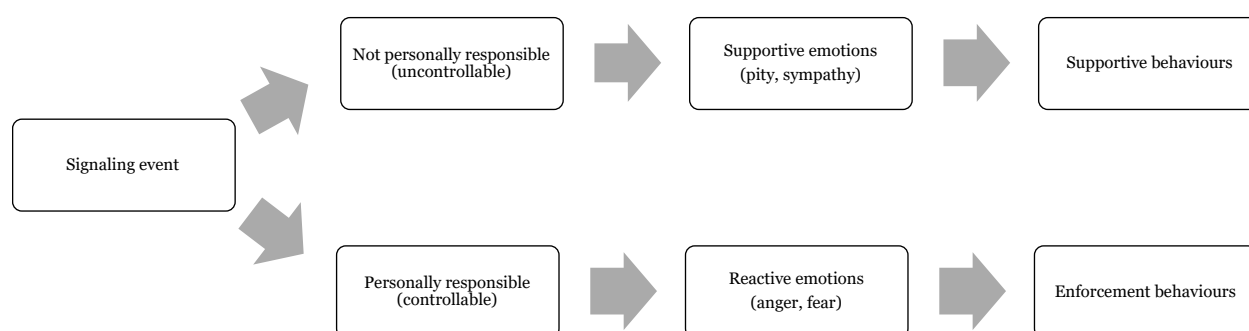 Not personally responsible
(uncontrollable)
Supportive emotions
(pity, sympathy)
Supportive behaviours
Signaling event
Personally responsible
(controllable)
Reactive emotions
(anger, fear)
Enforcement behaviours